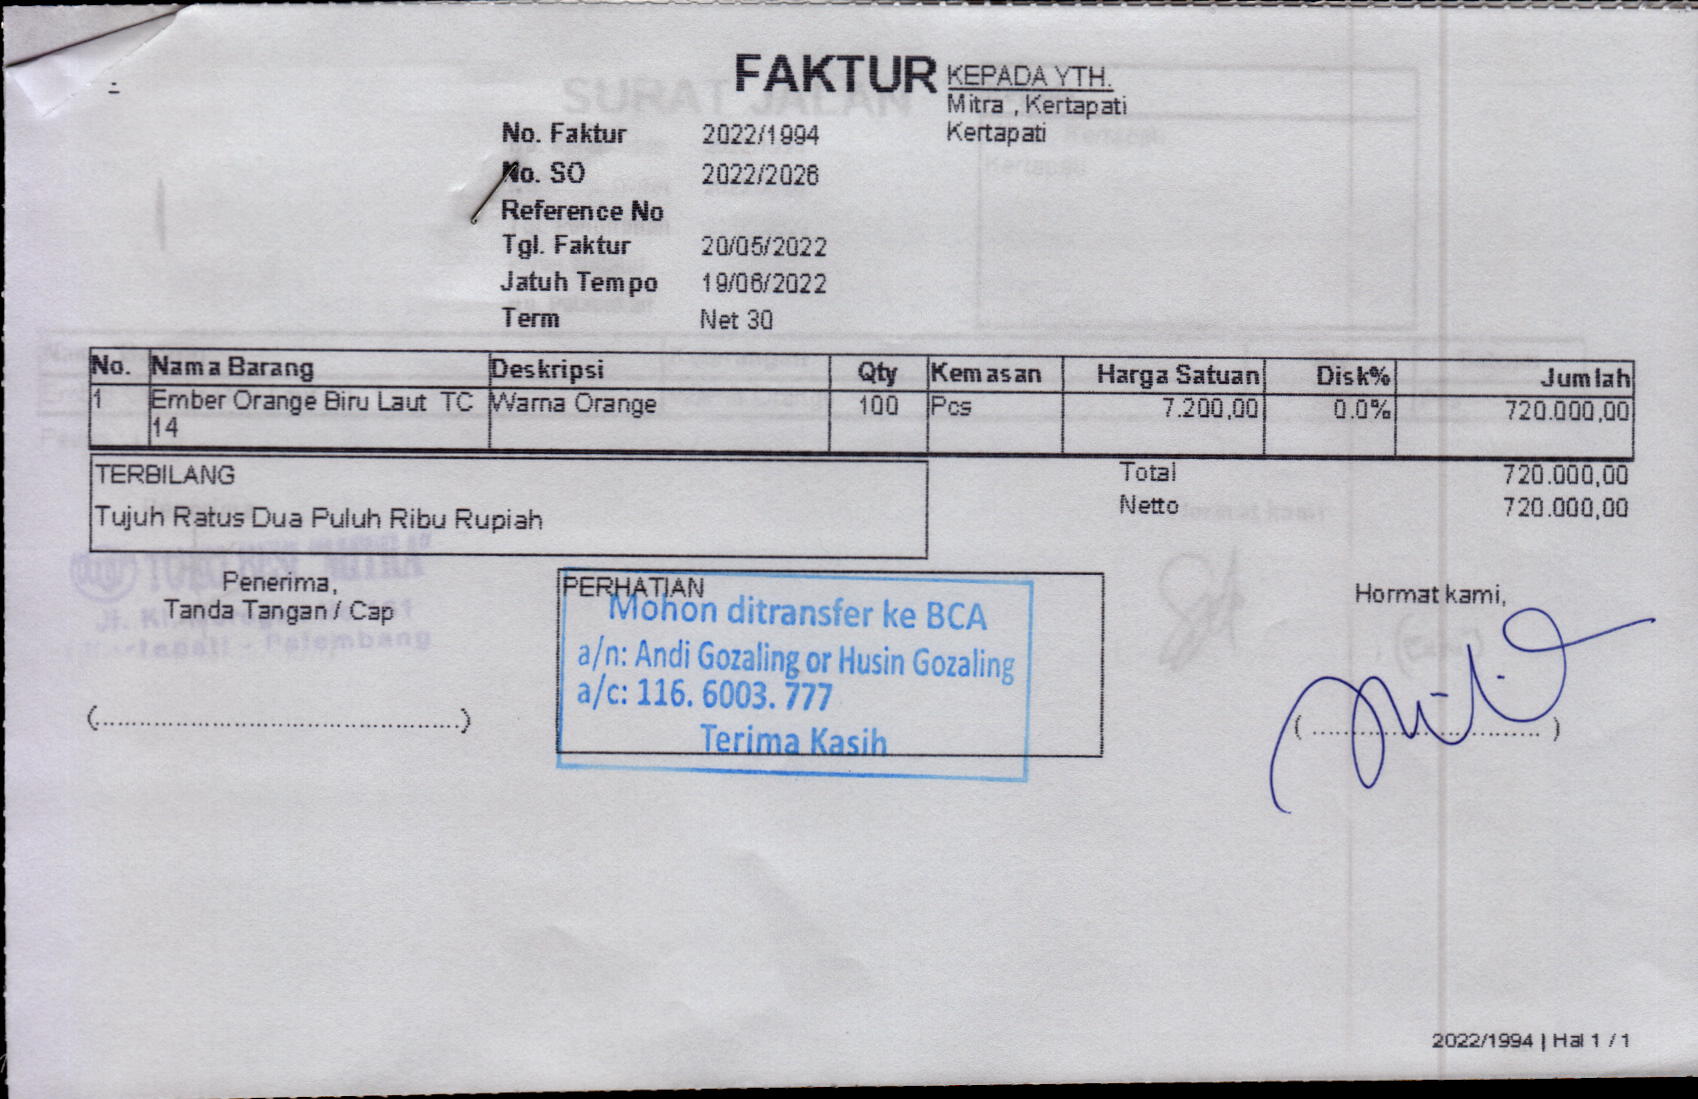 FAKTUR
KEPADA YTH.
Mitra , Kertapati
Kertapati
No. Faktur 2022/1994
No. SO 2022/2026
Reference No
Tgl. Faktur 20/05/2022
Jatuh Tempo 19/06/2022
Term Net 30
No. Nama Barang Deskripsi Qty Kemasan Harga Satuan Disk% Jumlah
1 Ember Orange Biru Laut TC Warna Orange 100 Pcs 7.200,00 0.0% 720.000,00
14
TERBILANG
Tujuh Ratus Dua Puluh Ribu Rupiah
Total 720.000,00
Netto 720.000,00
Penerima,
Tanda Tangan / Cap
(..........................................)
PERHATIAN
Mohon ditransfer ke BCA
a/n: Andi Gozaling or Husin Gozaling
a/c: 116. 6003. 777
Terima Kasih
Hormat kami,
(..............................)
2022/1994 | Hal 1 / 1